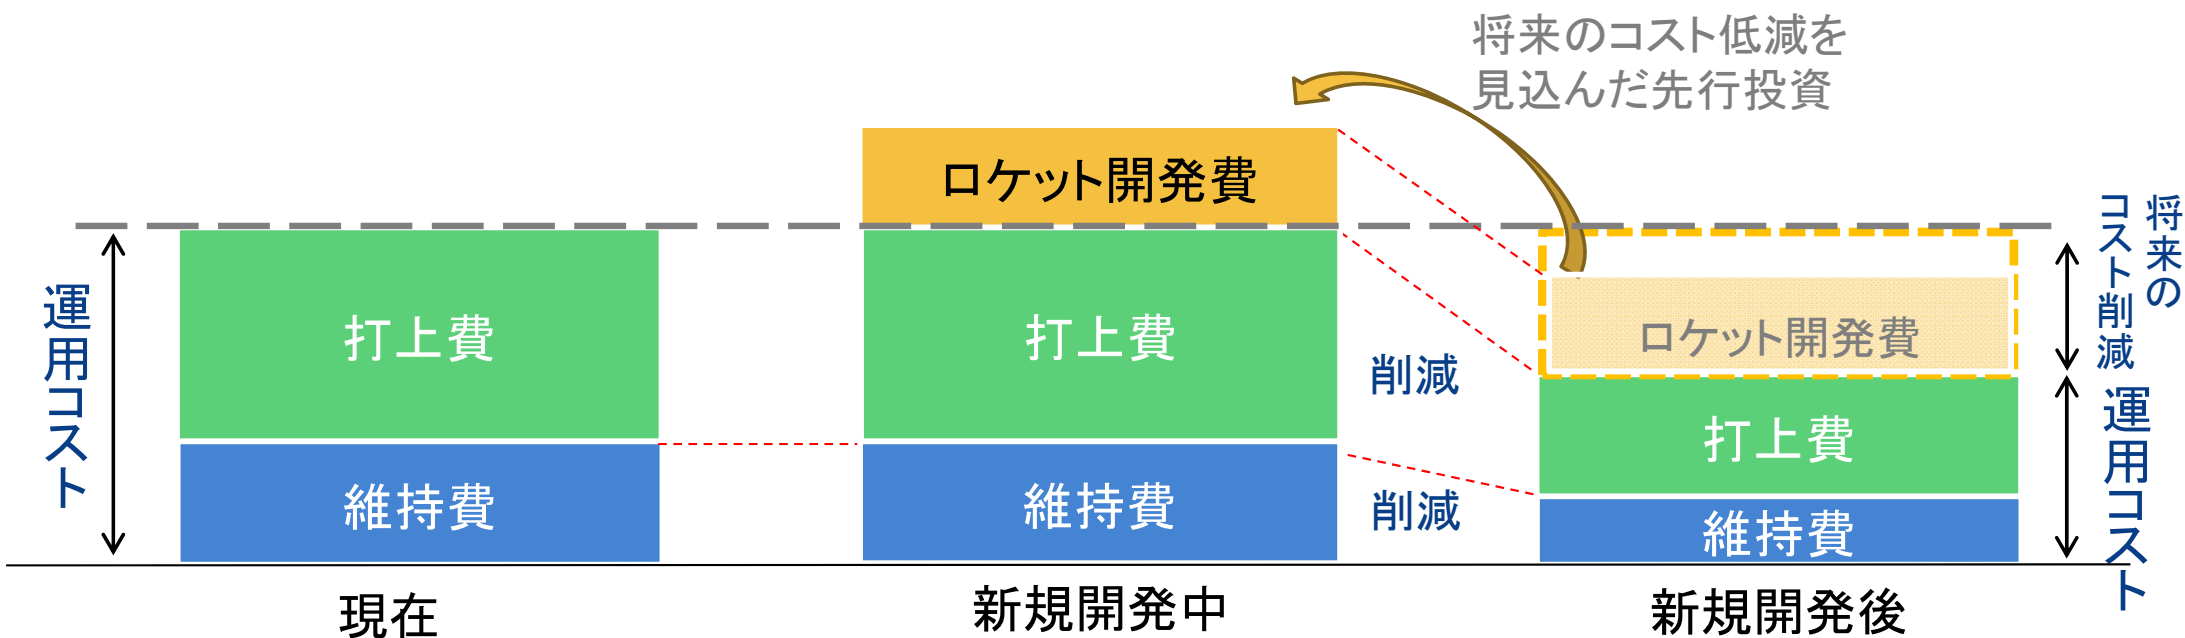 将来のコスト低減を
見込んだ先行投資
ロケット開発費
将来の
コスト削減
運用コスト
打上費
打上費
ロケット開発費
削減
打上費
運用コスト
維持費
維持費
削減
維持費
現在
新規開発中
新規開発後